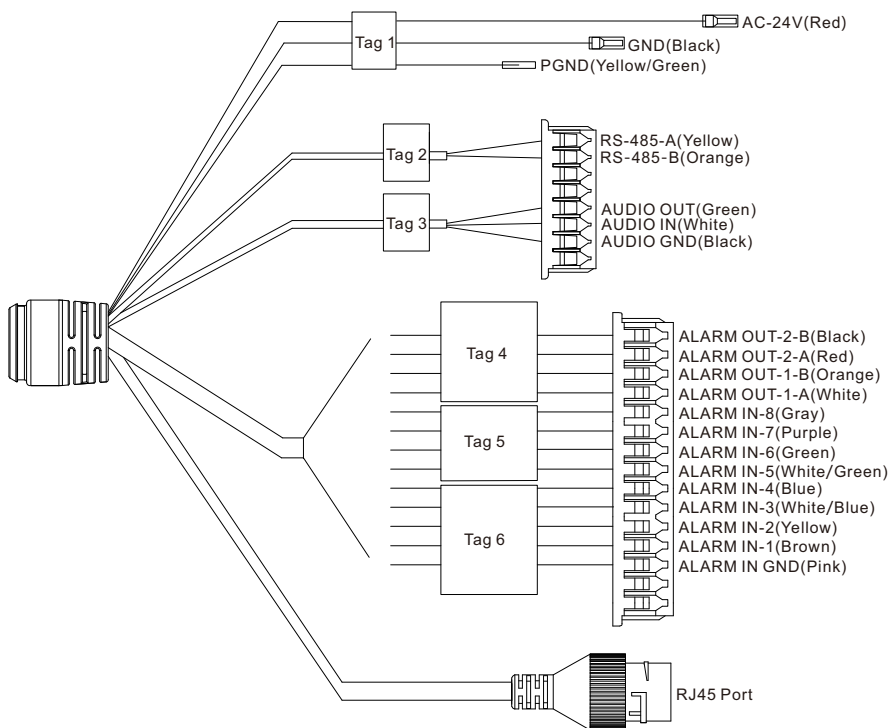 Tag 1
AC-24V(Red)
GND(Black)
PGND(Yellow/Green)
Tag 2
RS-485-A(Yellow)
RS-485-B(Orange)
Tag 3
AUDIO OUT(Green)
AUDIO IN(White)
AUDIO GND(Black)
Tag 4
ALARM OUT-2-B(Black)
ALARM OUT-2-A(Red)
ALARM OUT-1-B(Orange)
ALARM OUT-1-A(White)
Tag 5
ALARM IN-8(Gray)
ALARM IN-7(Purple)
ALARM IN-6(Green)
ALARM IN-5(White/Green)
Tag 6
ALARM IN-4(Blue)
ALARM IN-3(White/Blue)
ALARM IN-2(Yellow)
ALARM IN-1(Brown)
ALARM IN GND(Pink)
RJ45 Port